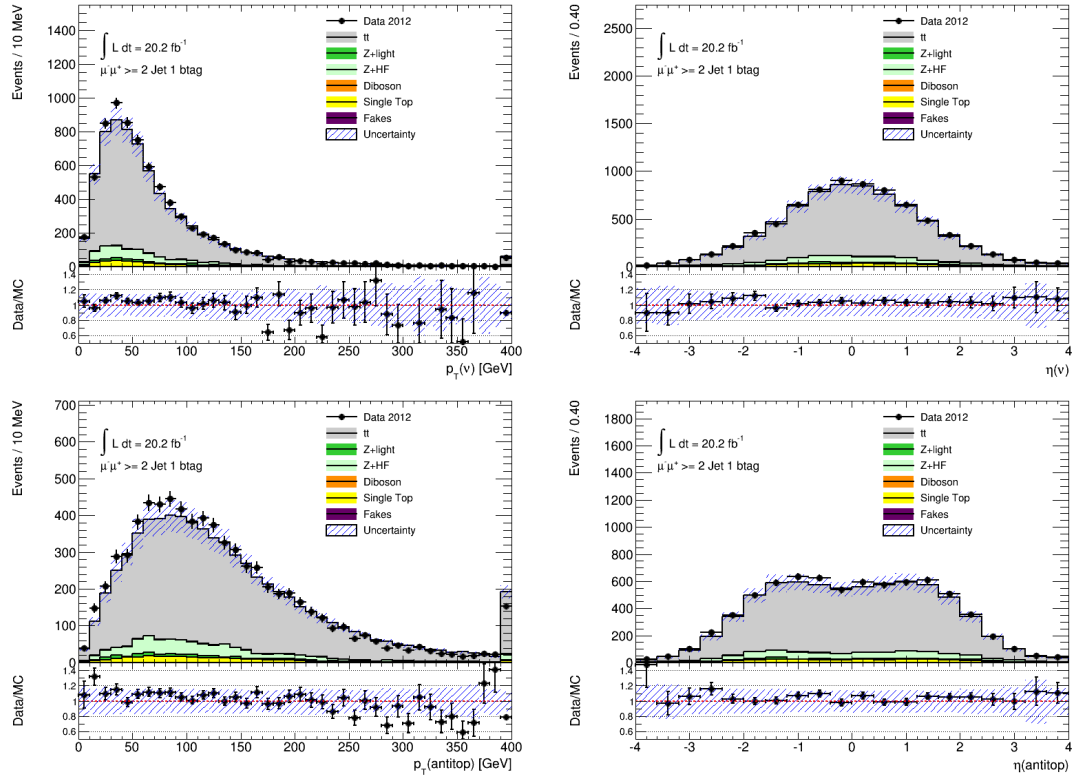 Events / 10 MeV
1400
1200
1000
800
600
400
200
0
∫ L dt = 20.2 fb⁻¹
μ⁻μ⁺ >= 2 Jet 1 btag
Data 2012
tt
Z+light
Z+HF
Diboson
Single Top
Fakes
Uncertainty
Data/MC
1.4
1.2
1.0
0.8
0.6
0 50 100 150 200 250 300 350 400
p_T(ν) [GeV]
Events / 0.40
2500
2000
1500
1000
500
0
∫ L dt = 20.2 fb⁻¹
μ⁻μ⁺ >= 2 Jet 1 btag
Data 2012
tt
Z+light
Z+HF
Diboson
Single Top
Fakes
Uncertainty
Data/MC
1.4
1.2
1.0
0.8
0.6
-4 -3 -2 -1 0 1 2 3 4
η(ν)
Events / 10 MeV
700
600
500
400
300
200
100
0
∫ L dt = 20.2 fb⁻¹
μ⁻μ⁺ >= 2 Jet 1 btag
Data 2012
tt
Z+light
Z+HF
Diboson
Single Top
Fakes
Uncertainty
Data/MC
1.4
1.2
1.0
0.8
0.6
0 50 100 150 200 250 300 350 400
p_T(antitop) [GeV]
Events / 0.40
1800
1600
1400
1200
1000
800
600
400
200
0
∫ L dt = 20.2 fb⁻¹
μ⁻μ⁺ >= 2 Jet 1 btag
Data 2012
tt
Z+light
Z+HF
Diboson
Single Top
Fakes
Uncertainty
Data/MC
1.4
1.2
1.0
0.8
0.6
-4 -3 -2 -1 0 1 2 3 4
η(antitop)